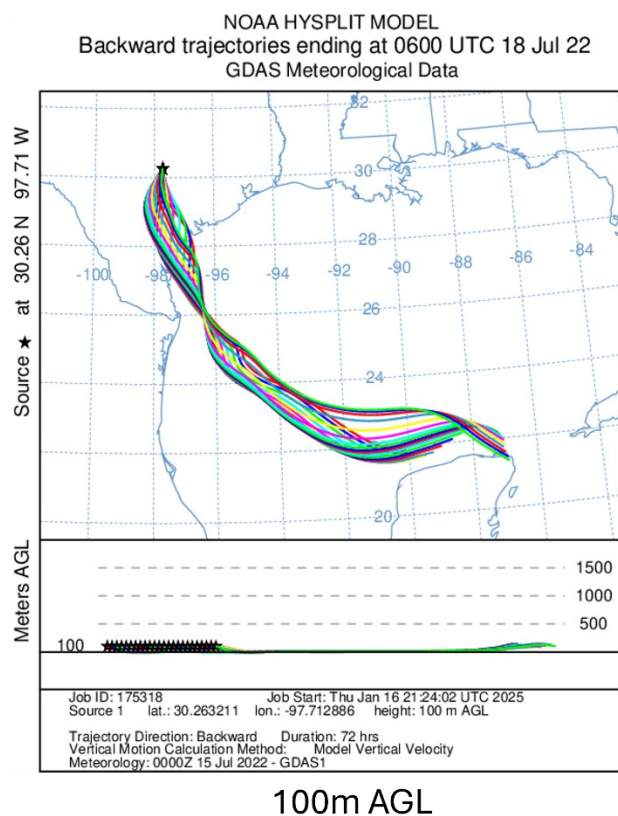 NOAA HYSPLIT MODEL
Backward trajectories ending at 0600 UTC 18 Jul 22
GDAS Meteorological Data
Source ★ at 30.26 N 97.71 W
32
30
28
-100 -98 -96 -94 -92 -90 -88 -86 -84
26
24
22
20
Meters AGL
1500
1000
500
100
Job ID: 175318 Job Start: Thu Jan 16 21:24:02 UTC 2025
Source 1 lat.: 30.263211 lon.: -97.712886 height: 100 m AGL
Trajectory Direction: Backward Duration: 72 hrs
Vertical Motion Calculation Method: Model Vertical Velocity
Meteorology: 0000Z 15 Jul 2022 - GDAS1
100m AGL